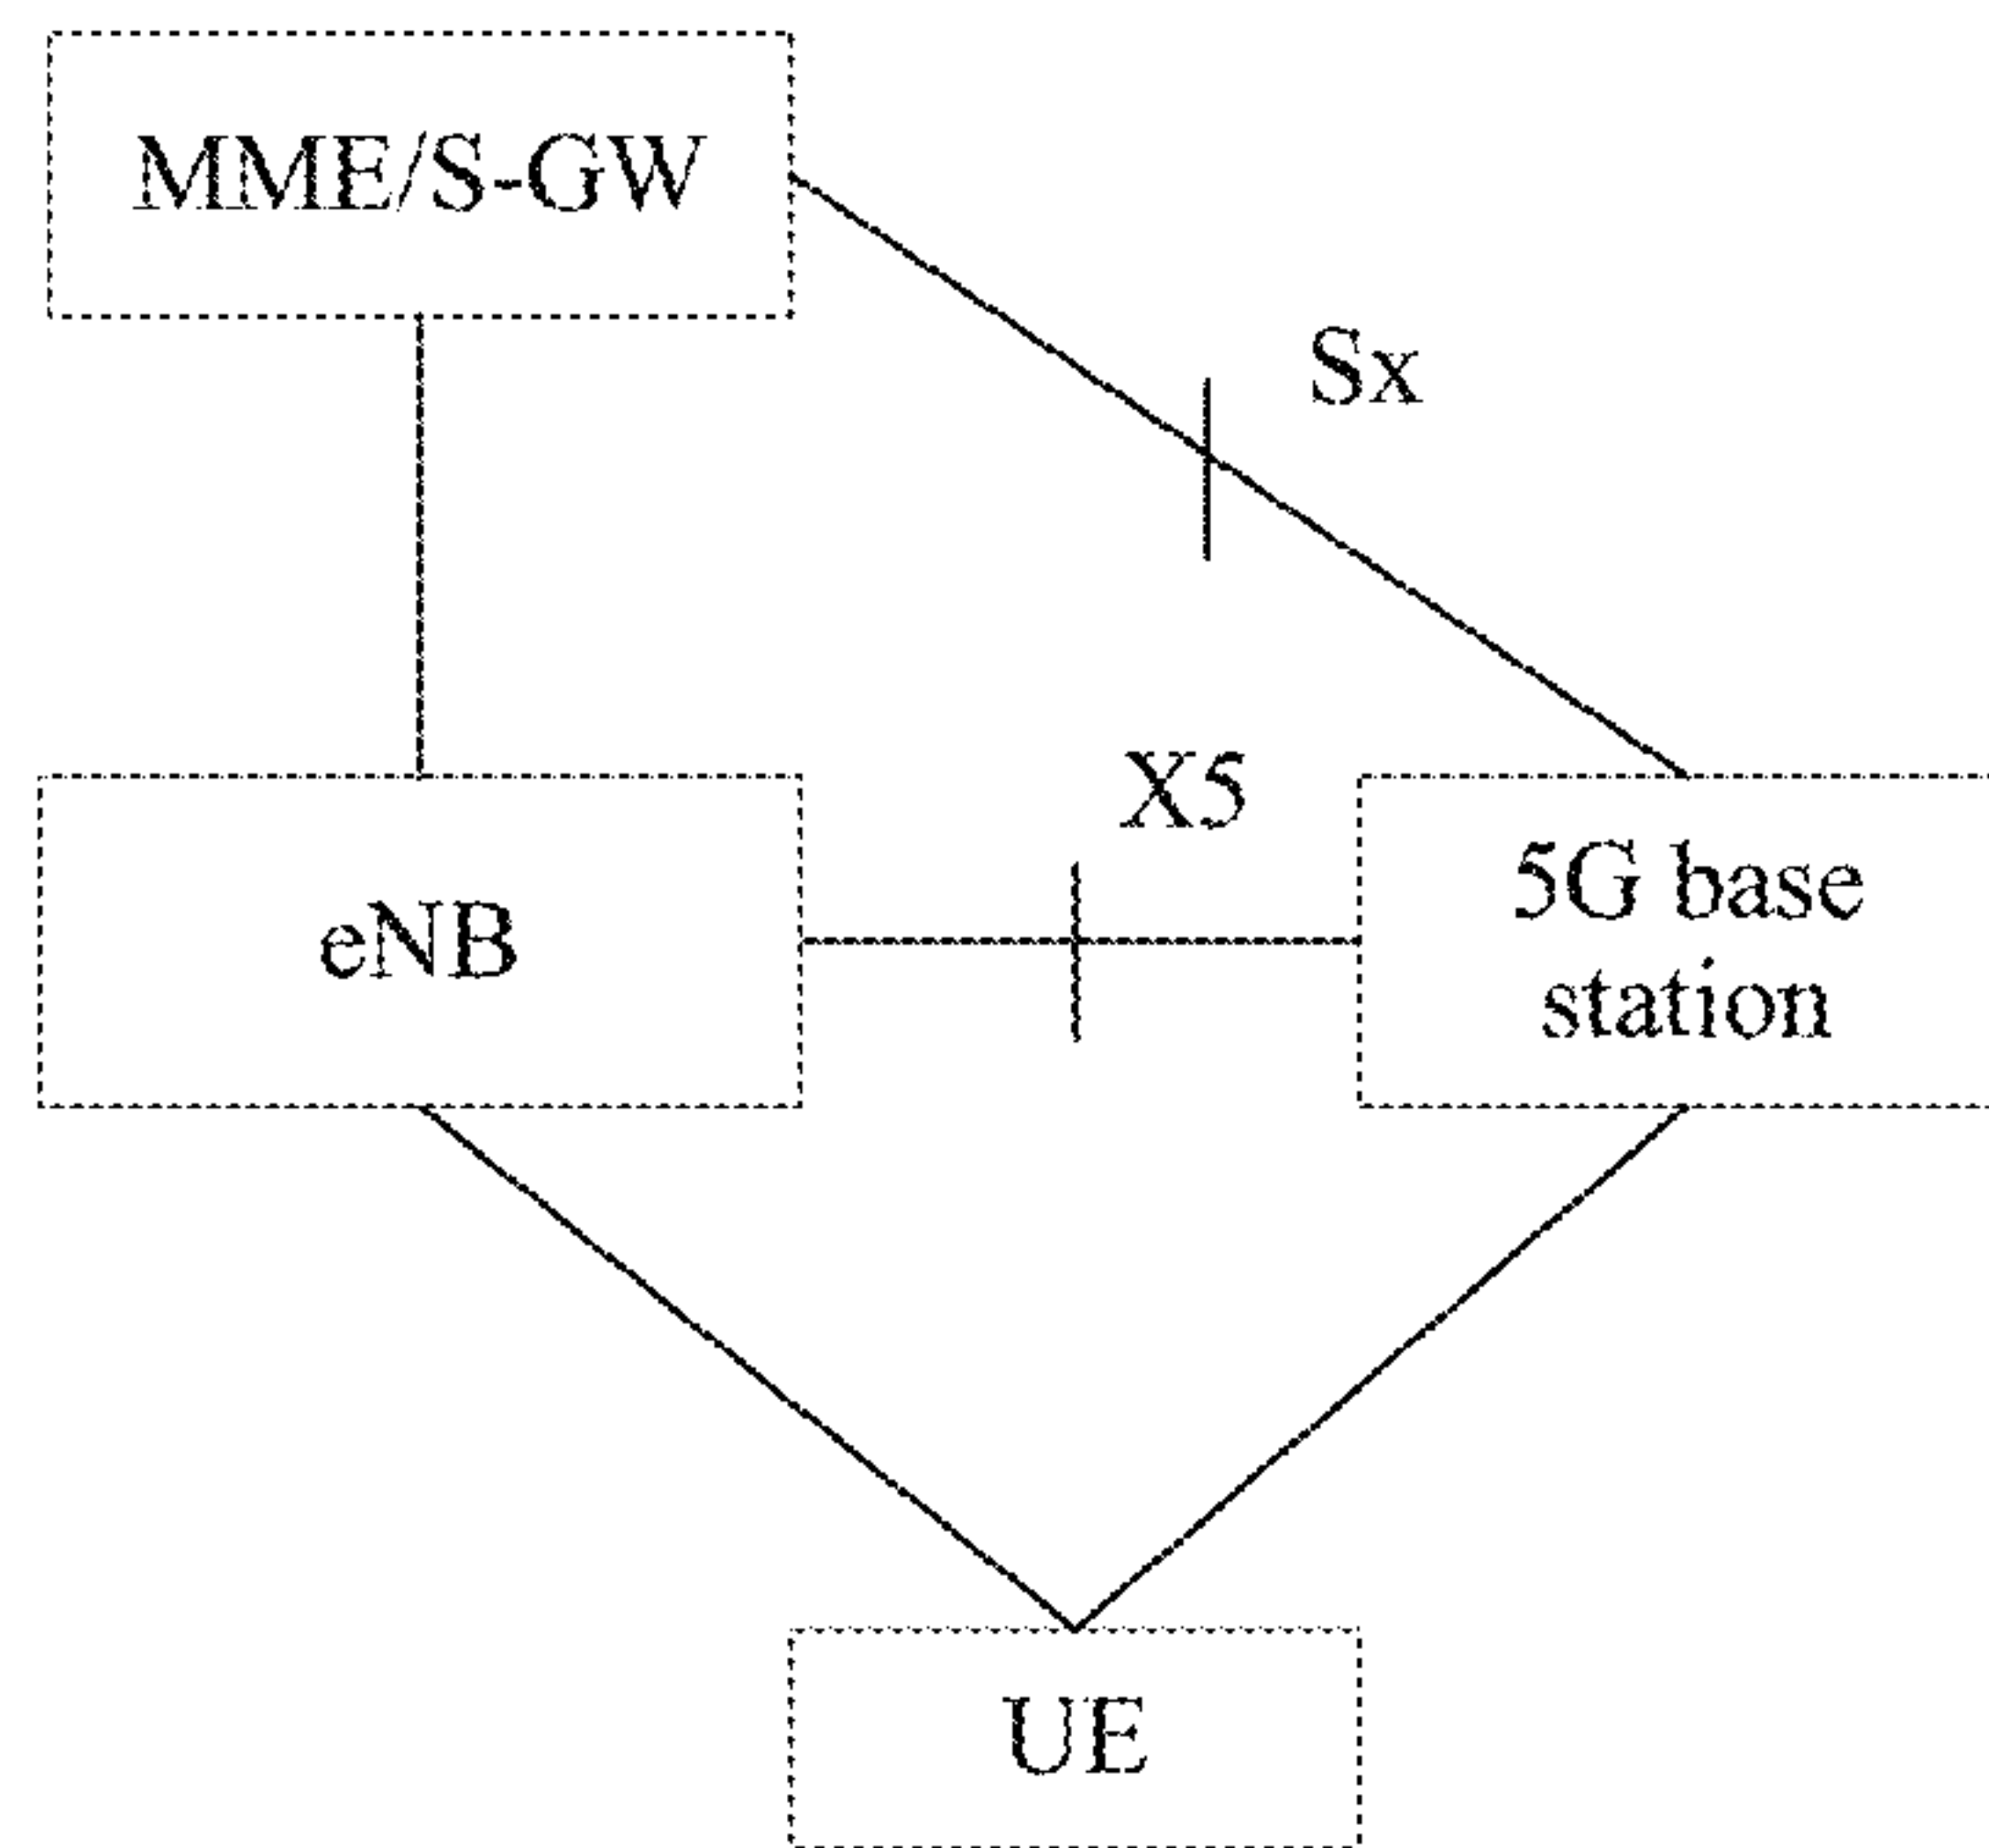 MME/S-GW
Sx
X5
eNB
5G base
station
UE